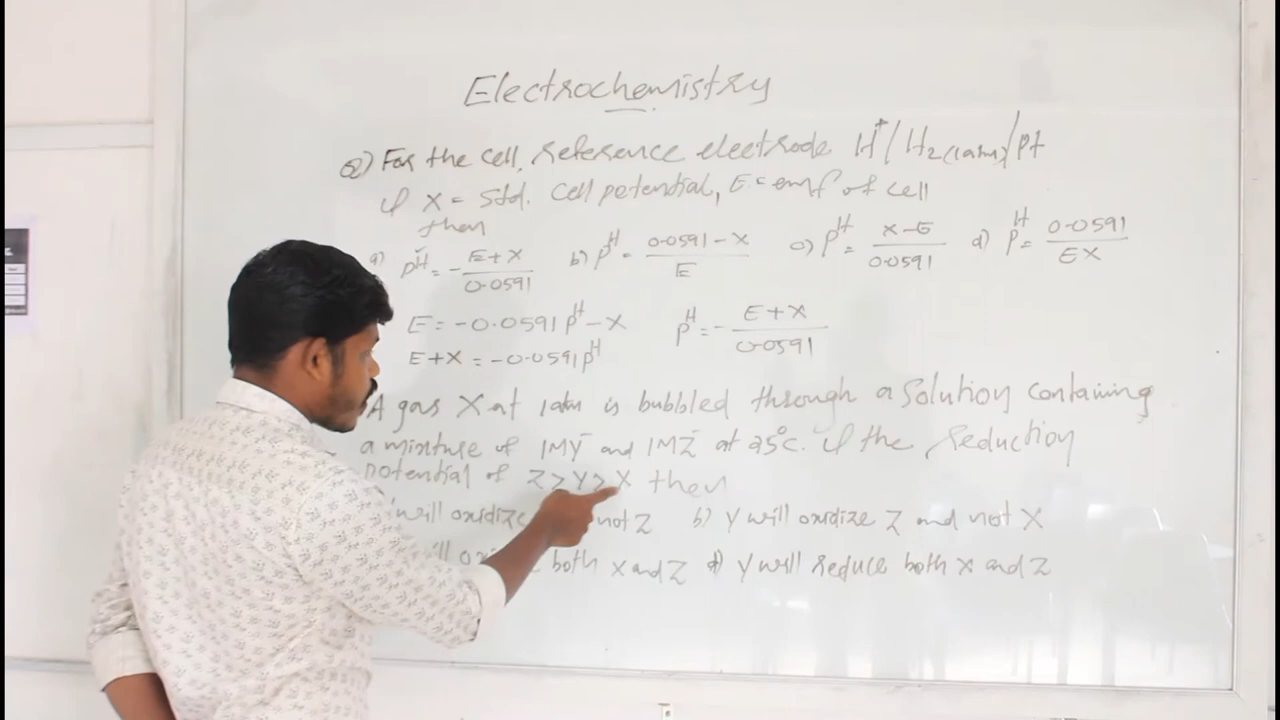 Electrochemistry
Q) For the cell, reference electrode H⁺/H₂(1atm)/Pt
if X = Std. Cell potential, E = emf of cell
then
a) pH = - E+X / 0.0591 b) pH = 0.0591-X / E c) pH = X-E / 0.0591 d) pH = 0.0591 / EX
E = -0.0591 pH - X pH = - E+X / 0.0591
E+X = -0.0591 pH
A gas X at 1atm is bubbled through a solution containing
a mixture of 1MY⁻ and 1MZ⁻ at 25°C. if the reduction
potential of Z>Y>X then
will oxidize not Z b) Y will oxidize Z and not X
both X and Z d) Y will reduce both X and Z